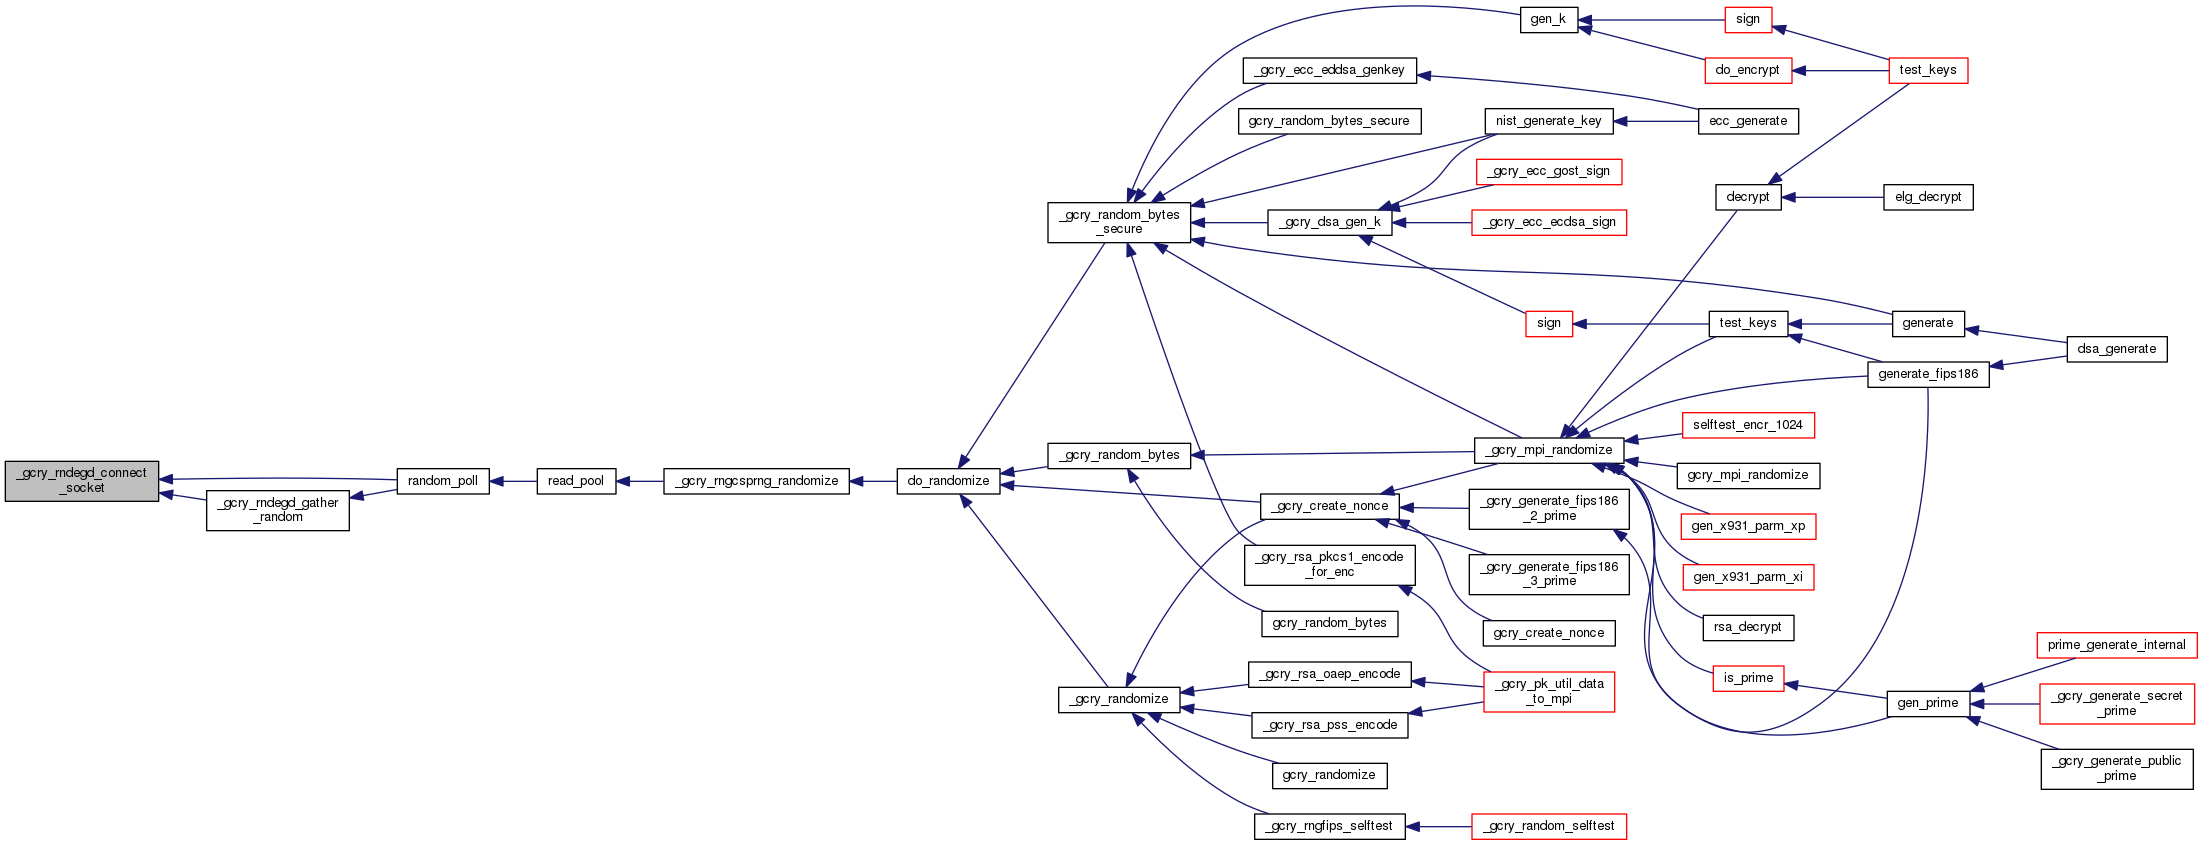 _gcry_rndegd_connect
_socket
_gcry_rndegd_gather
_random
random_poll
read_pool
_gcry_rngcsprng_randomize
do_randomize
_gcry_random_bytes
_secure
_gcry_random_bytes
_gcry_create_nonce
_gcry_randomize
gen_k
_gcry_ecc_eddsa_genkey
gcry_random_bytes_secure
nist_generate_key
_gcry_dsa_gen_k
_gcry_ecc_gost_sign
_gcry_ecc_ecdsa_sign
sign
do_encrypt
test_keys
ecc_generate
decrypt
elg_decrypt
sign
test_keys
generate
generate_fips186
dsa_generate
_gcry_mpi_randomize
selftest_encr_1024
gcry_mpi_randomize
gen_x931_parm_xp
gen_x931_parm_xi
rsa_decrypt
is_prime
_gcry_generate_fips186
_2_prime
_gcry_generate_fips186
_3_prime
gcry_create_nonce
_gcry_rsa_pkcs1_encode
_for_enc
gcry_random_bytes
_gcry_rsa_oaep_encode
_gcry_rsa_pss_encode
_gcry_pk_util_data
_to_mpi
gcry_randomize
_gcry_rngfips_selftest
_gcry_random_selftest
gen_prime
prime_generate_internal
_gcry_generate_secret
_prime
_gcry_generate_public
_prime